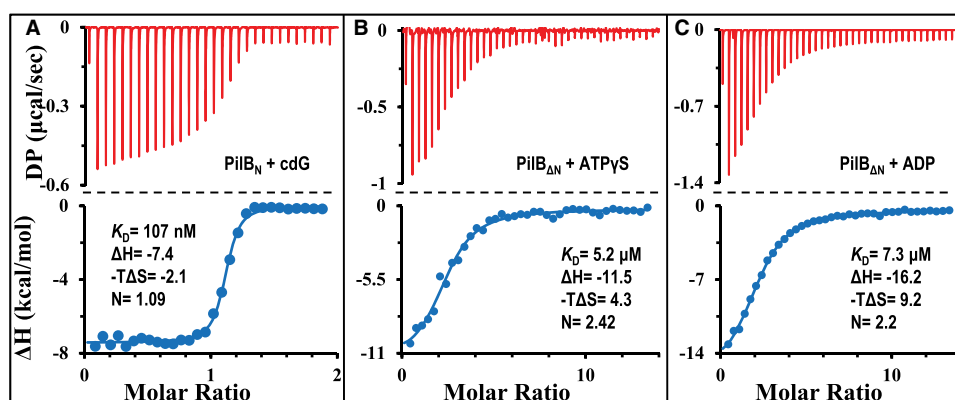 A
DP (µcal/sec)
0
-0.3
-0.6
PilB_N + cdG
ΔH (kcal/mol)
0
-4
-8
K_D= 107 nM
ΔH= -7.4
-TΔS= -2.1
N= 1.09
0 1 2
Molar Ratio
B
0
-0.5
-1
PilB_ΔN + ATPγS
0
-5.5
-11
K_D= 5.2 µM
ΔH= -11.5
-TΔS= 4.3
N= 2.42
0 10
Molar Ratio
C
0
-0.7
-1.4
PilB_ΔN + ADP
0
-7
-14
K_D= 7.3 µM
ΔH= -16.2
-TΔS= 9.2
N= 2.2
0 10
Molar Ratio